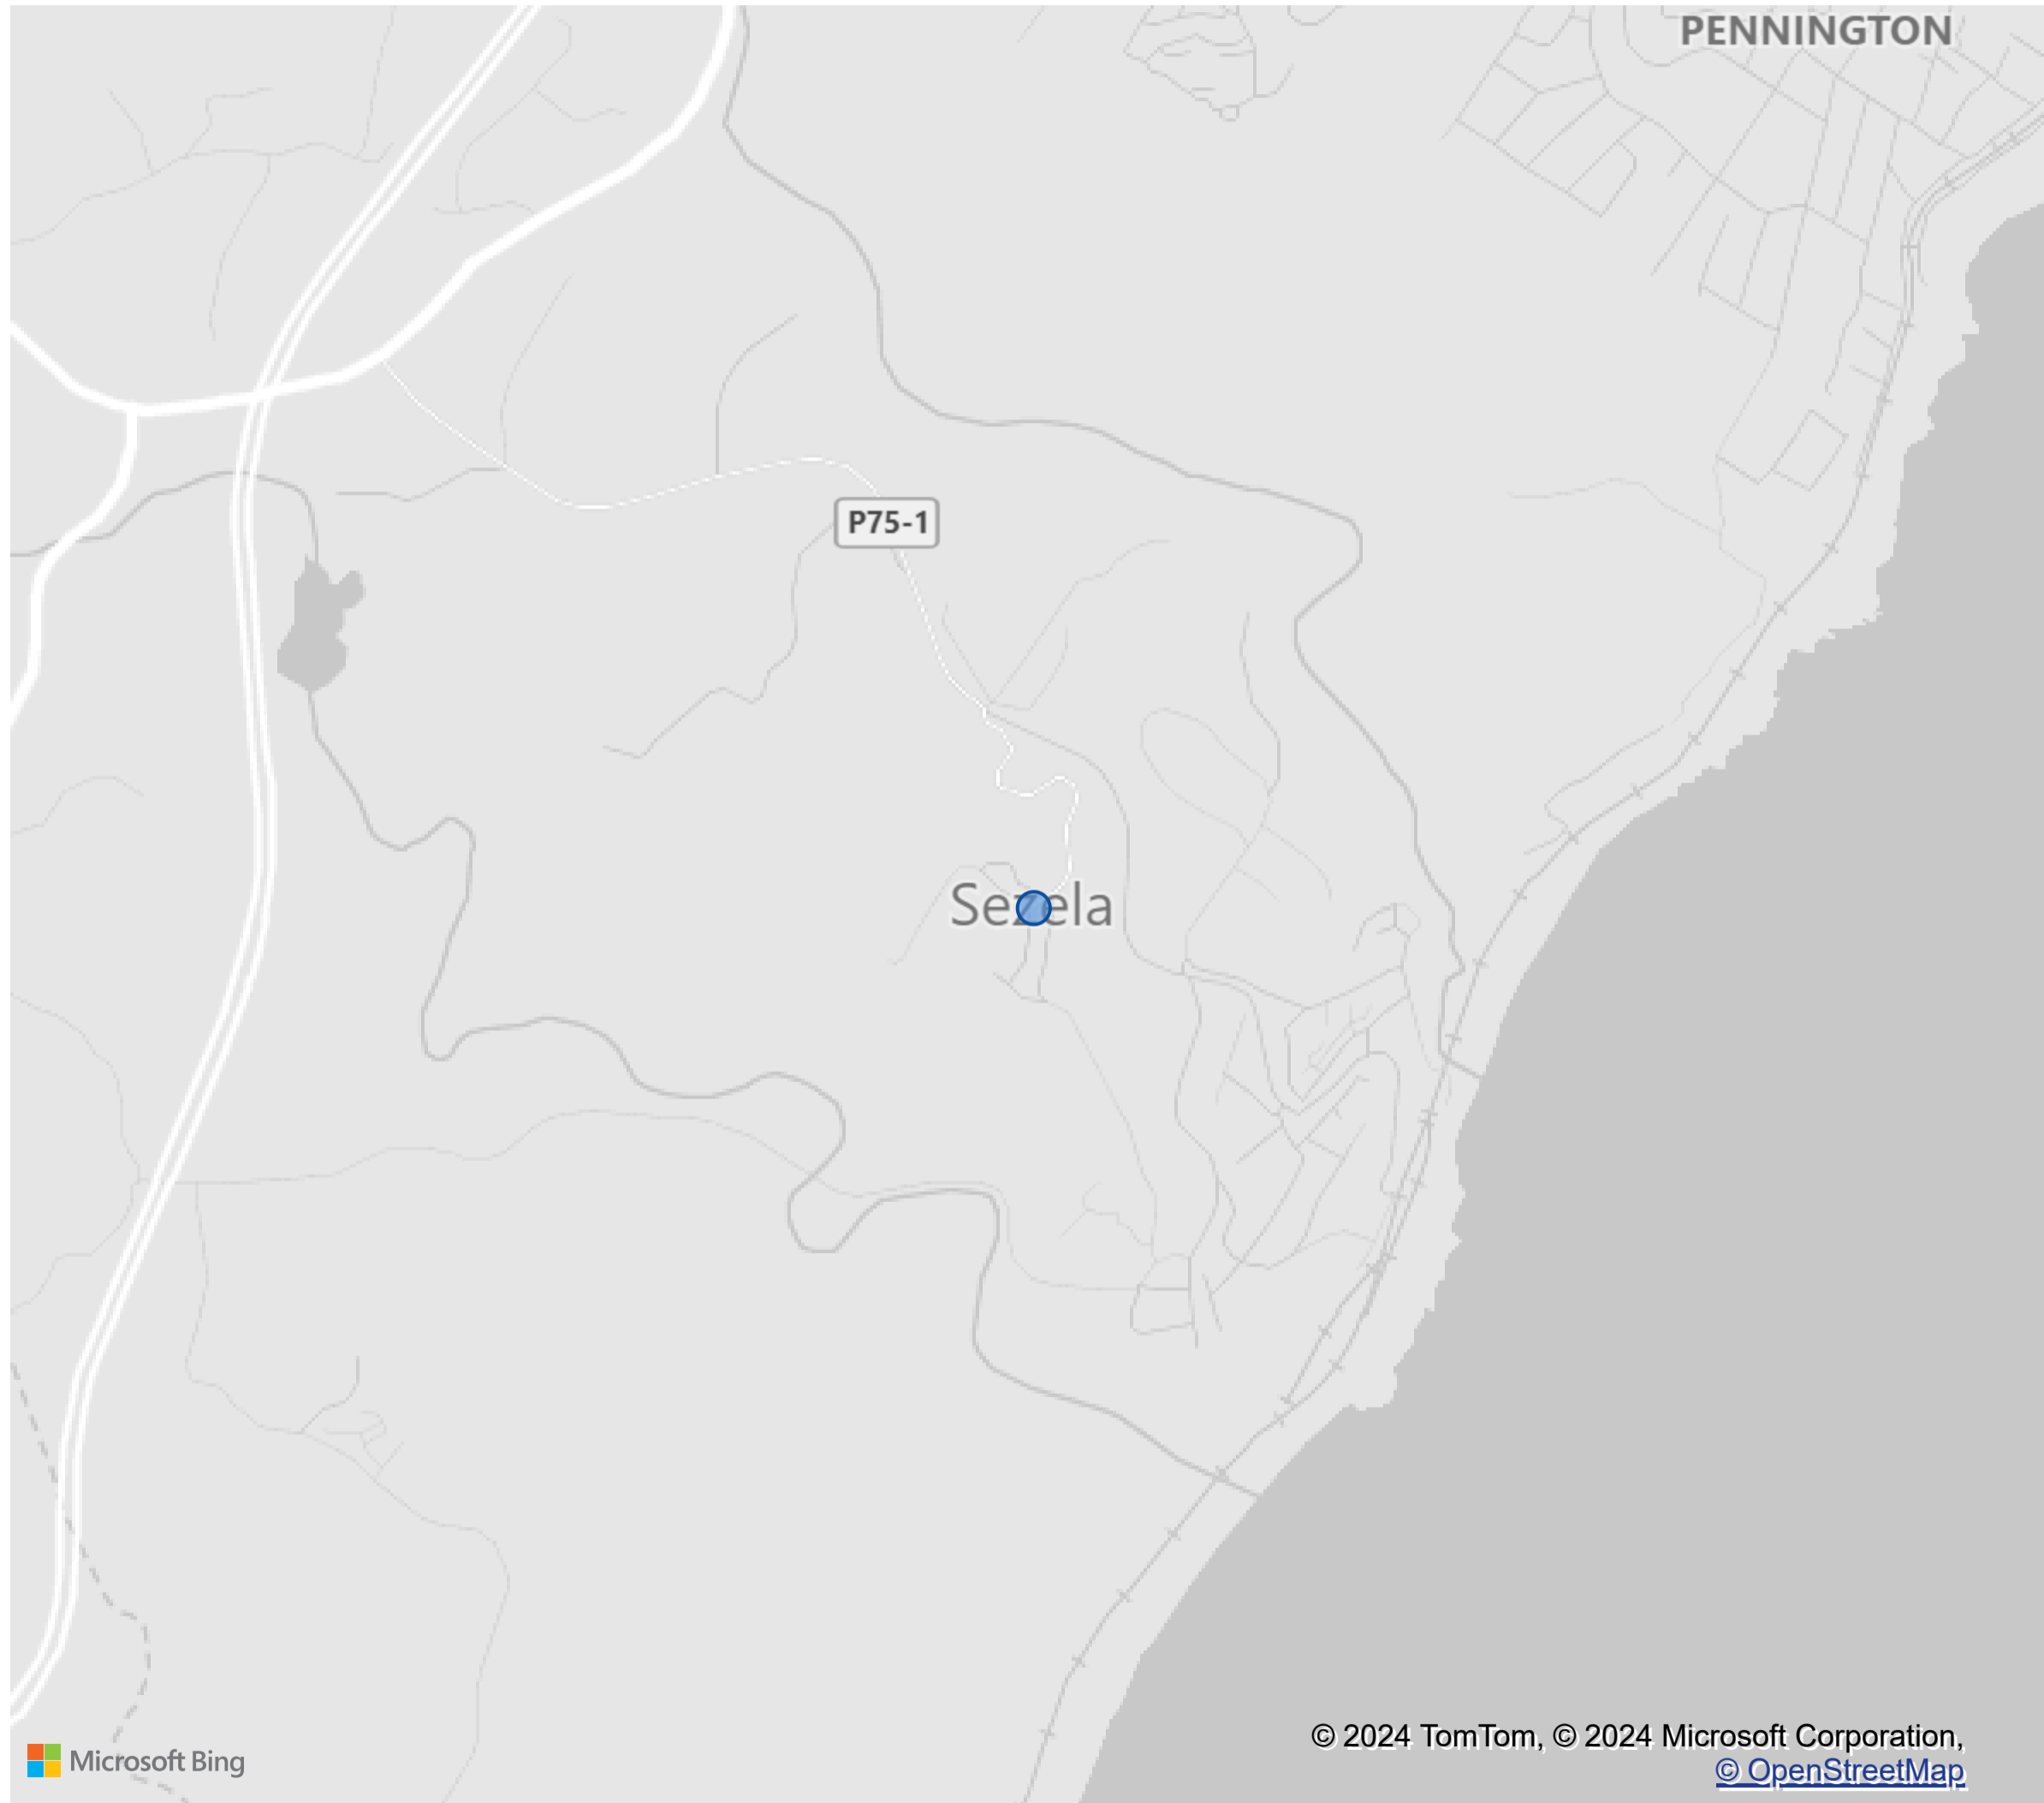 PENNINGTON
P75-1
Sezela
Microsoft Bing
© 2024 TomTom, © 2024 Microsoft Corporation,
© OpenStreetMap